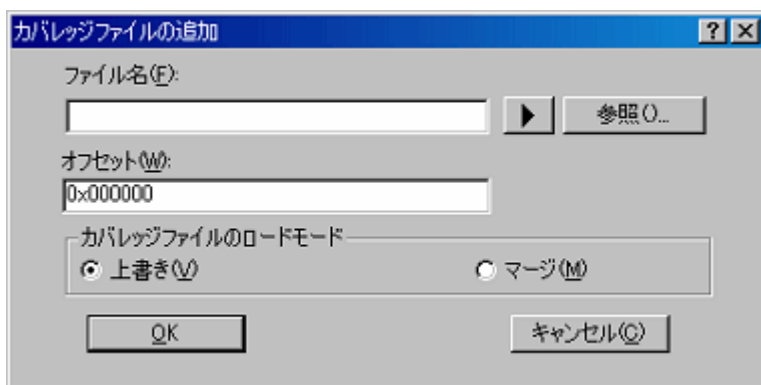 カバレッジファイルの追加
ファイル名(F):
参照()...
オフセット(W):
0x000000
カバレッジファイルのロードモード
上書き(V)
マージ(M)
OK
キャンセル(C)